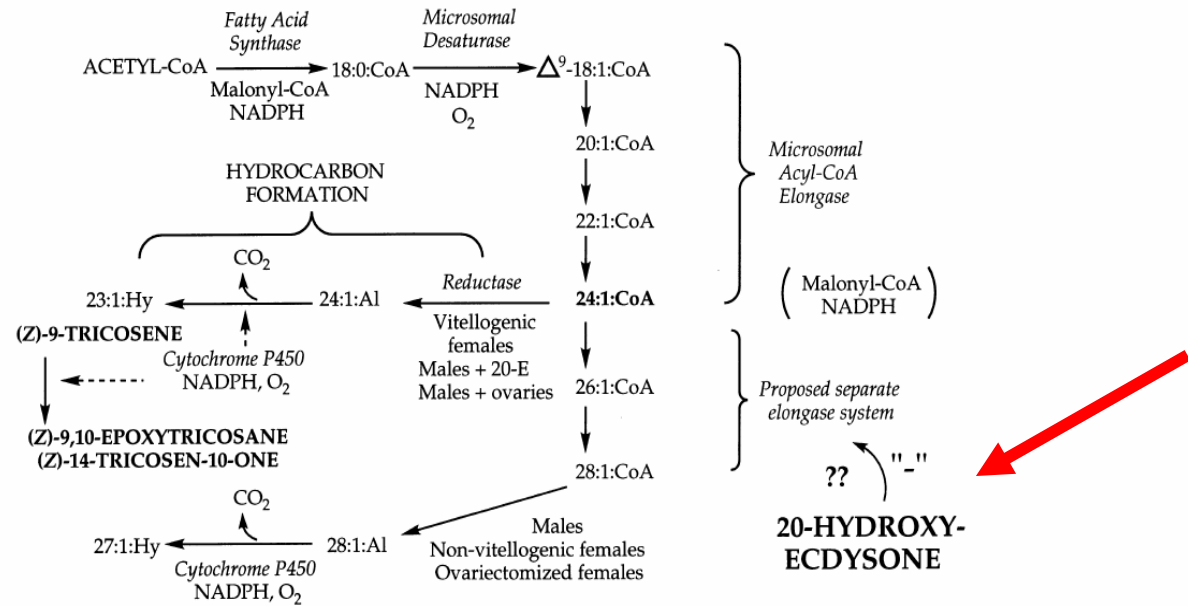 Fatty Acid
Synthase
Microsomal
Desaturase
ACETYL-CoA
18:0:CoA
Δ⁹-18:1:CoA
Malonyl-CoA
NADPH
NADPH
O₂
20:1:CoA
Microsomal
Acyl-CoA
Elongase
HYDROCARBON
FORMATION
22:1:CoA
CO₂
Reductase
23:1:Hy
24:1:Al
24:1:CoA
(Malonyl-CoA
NADPH)
(Z)-9-TRICOSENE
Vitellogenic
females
Males + 20-E
Males + ovaries
Cytochrome P450
NADPH, O₂
26:1:CoA
Proposed separate
elongase system
(Z)-9,10-EPOXYTRICOSANE
(Z)-14-TRICOSEN-10-ONE
28:1:CoA
??
"-"
20-HYDROXY-
ECDYSONE
CO₂
27:1:Hy
28:1:Al
Males
Non-vitellogenic females
Ovariectomized females
Cytochrome P450
NADPH, O₂